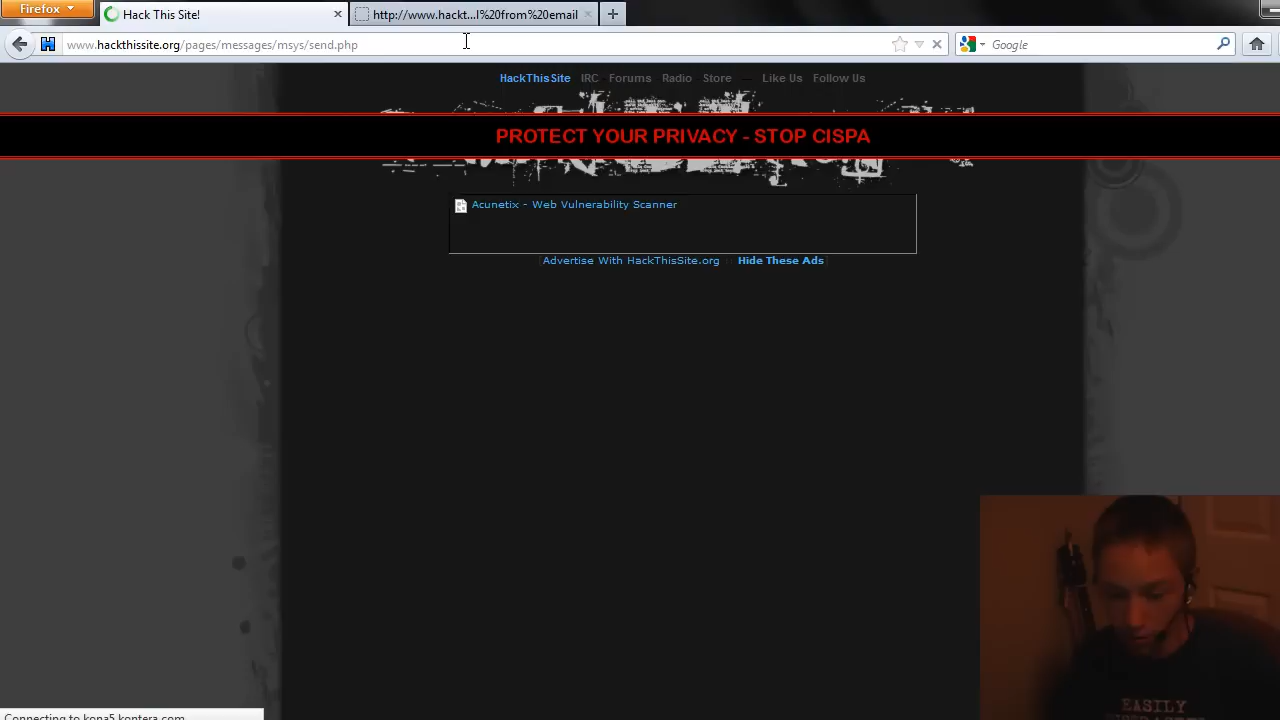 Firefox
Hack This Site!
http://www.hackt...l%20from%20email
www.hackthissite.org/pages/messages/msys/send.php
Google
HackThisSite IRC Forums Radio Store — Like Us Follow Us
PROTECT YOUR PRIVACY - STOP CISPA
Acunetix - Web Vulnerability Scanner
[Advertise With HackThisSite.org :: Hide These Ads]
EASILY
Connecting to kona5.kontera.com...